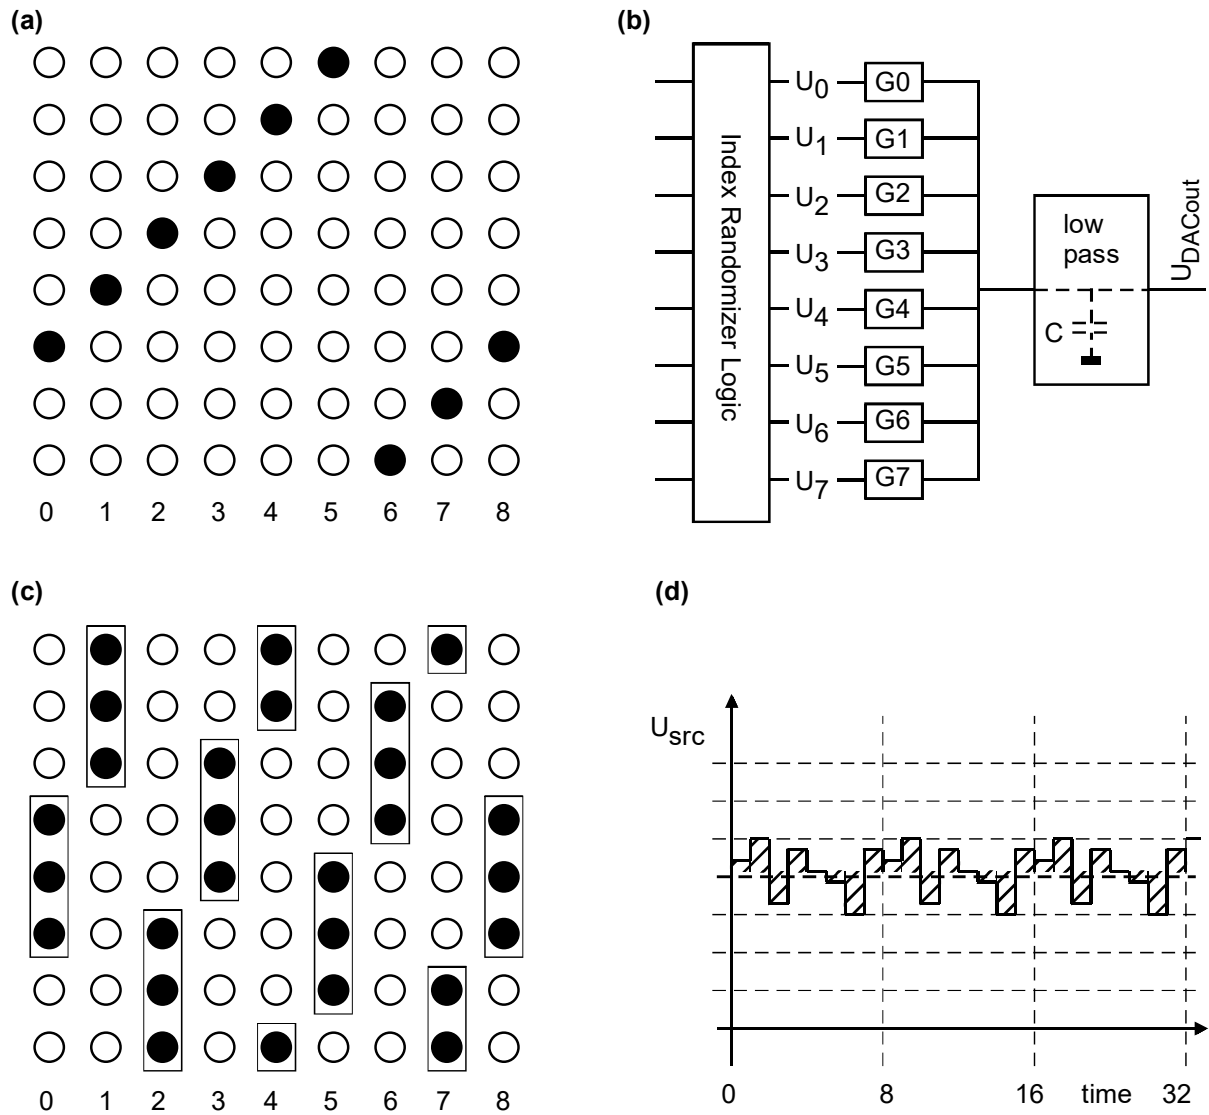 (a)
0 1 2 3 4 5 6 7 8
(b)
Index Randomizer Logic
U0 G0
U1 G1
U2 G2
U3 G3
U4 G4
U5 G5
U6 G6
U7 G7
low
pass
C
UDACout
(c)
0 1 2 3 4 5 6 7 8
(d)
Usrc
0 8 16 time 32